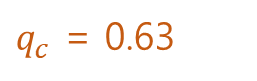 q_c = 0.63